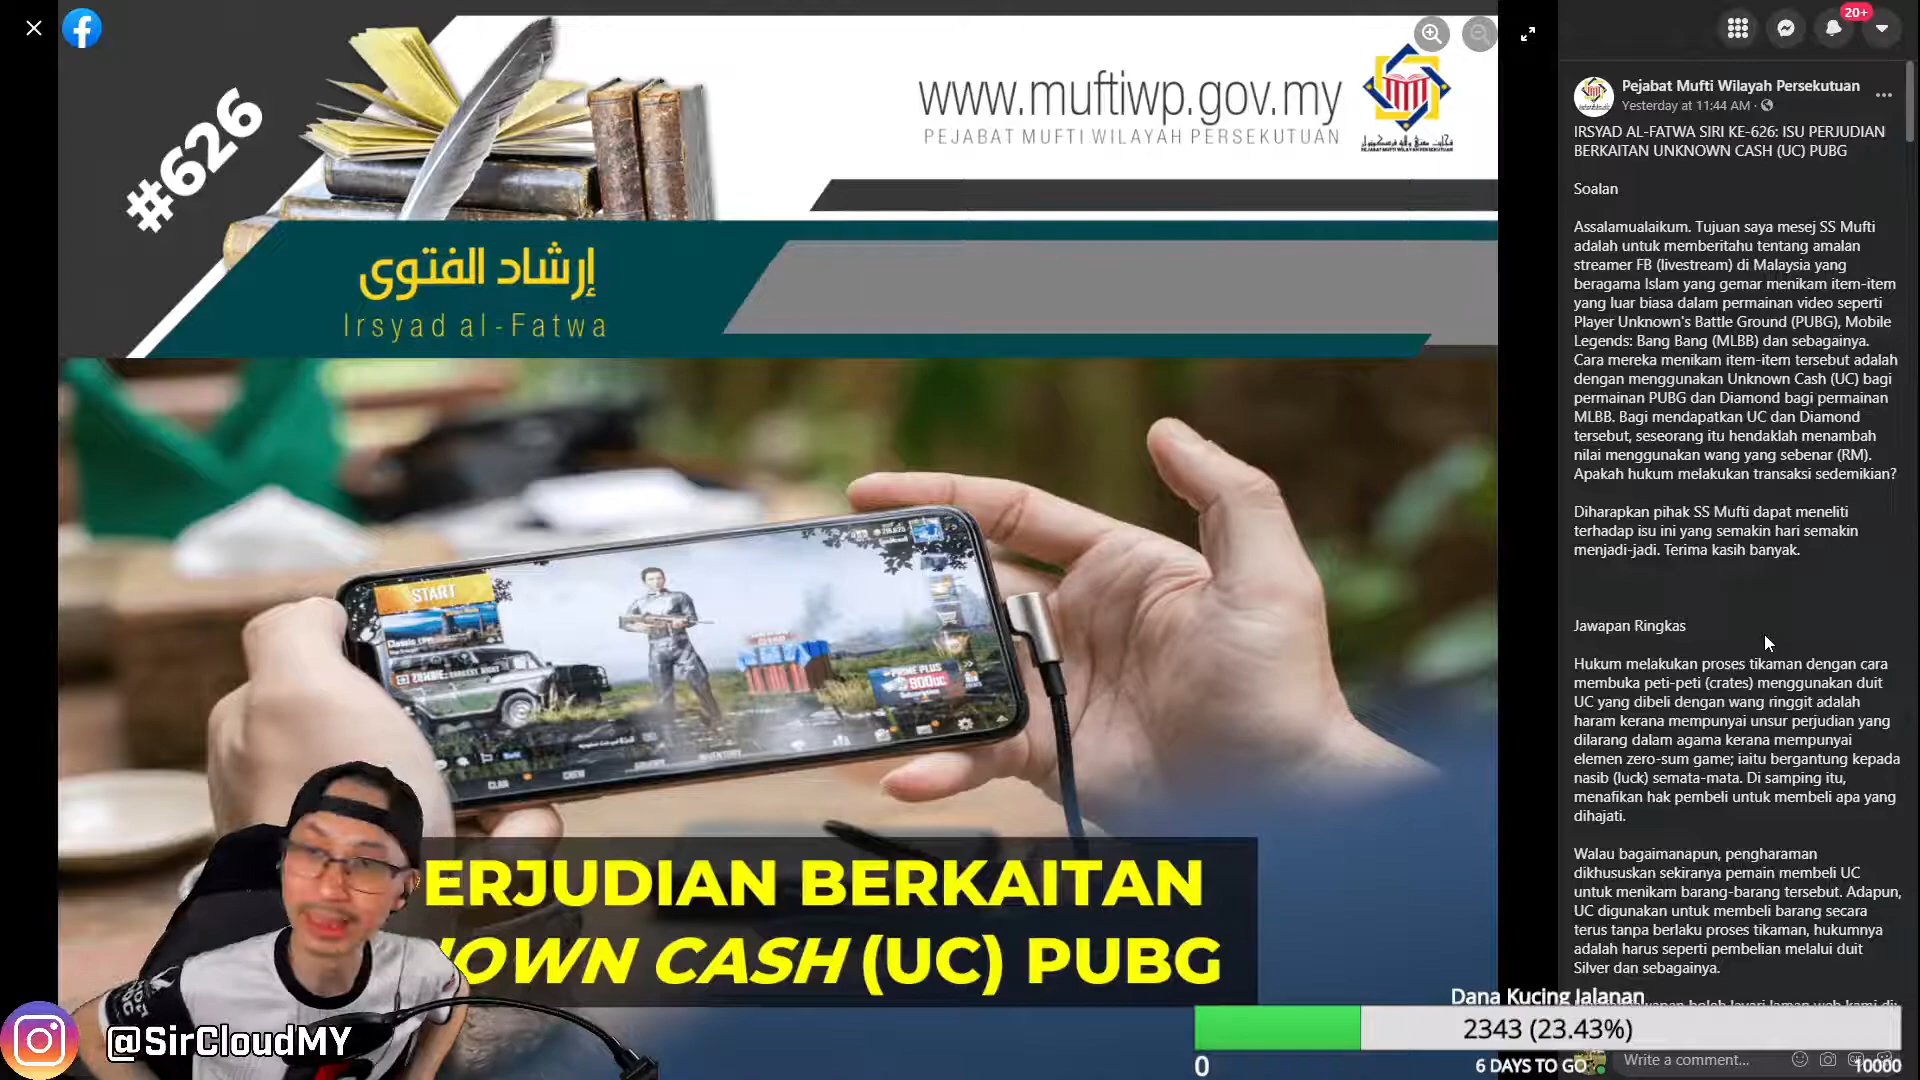 #626
www.muftiwp.gov.my
PEJABAT MUFTI WILAYAH PERSEKUTUAN
إرشاد الفتوى
Irsyad al-Fatwa
START
900UC
CLAN
CREW
INVENTORY
ERJUDIAN BERKAITAN
OWN CASH (UC) PUBG
@SirCloudMY
20+
Pejabat Mufti Wilayah Persekutuan
Yesterday at 11:44 AM
IRSYAD AL-FATWA SIRI KE-626: ISU PERJUDIAN
BERKAITAN UNKNOWN CASH (UC) PUBG
Soalan
Assalamualaikum. Tujuan saya mesej SS Mufti
adalah untuk memberitahu tentang amalan
streamer FB (livestream) di Malaysia yang
beragama Islam yang gemar menikam item-item
yang luar biasa dalam permainan video seperti
Player Unknown's Battle Ground (PUBG), Mobile
Legends: Bang Bang (MLBB) dan sebagainya.
Cara mereka menikam item-item tersebut adalah
dengan menggunakan Unknown Cash (UC) bagi
permainan PUBG dan Diamond bagi permainan
MLBB. Bagi mendapatkan UC dan Diamond
tersebut, seseorang itu hendaklah menambah
nilai menggunakan wang yang sebenar (RM).
Apakah hukum melakukan transaksi sedemikian?
Diharapkan pihak SS Mufti dapat meneliti
terhadap isu ini yang semakin hari semakin
menjadi-jadi. Terima kasih banyak.
Jawapan Ringkas
Hukum melakukan proses tikaman dengan cara
membuka peti-peti (crates) menggunakan duit
UC yang dibeli dengan wang ringgit adalah
haram kerana mempunyai unsur perjudian yang
dilarang dalam agama kerana mempunyai
elemen zero-sum game; iaitu bergantung kepada
nasib (luck) semata-mata. Di samping itu,
menafikan hak pembeli untuk membeli apa yang
dihajati.
Walau bagaimanapun, pengharaman
dikhususkan sekiranya pemain membeli UC
untuk menikam barang-barang tersebut. Adapun,
UC digunakan untuk membeli barang secara
terus tanpa berlaku proses tikaman, hukumnya
adalah harus seperti pembelian melalui duit
Silver dan sebagainya.
Dana Kucing Jalanan
2343 (23.43%)
0
6 DAYS TO GO
10000
Write a comment...